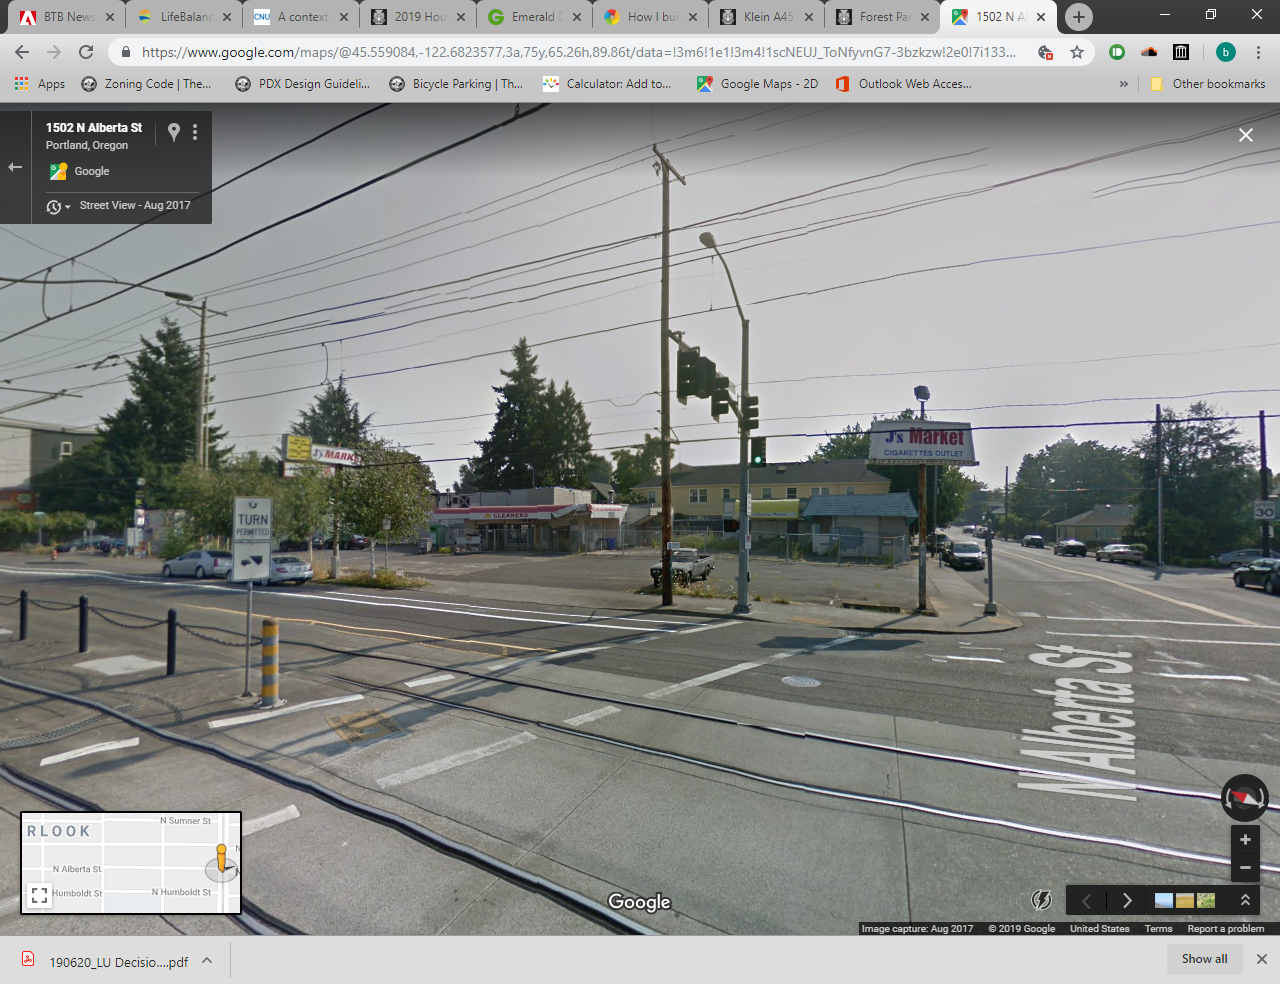 BTB News
LifeBalanc
CNU
A context
2019 Hou
Emerald D
How I bui
Klein A45
Forest Pa
1502 N A
https://www.google.com/maps/@45.559084,-122.6823577,3a,75y,65.26h,89.86t/data=!3m6!1e1!3m4!1scNEUJ_ToNfyvnG7-3bzkzw!2e0!7i133...
b
Apps
Zoning Code | The...
PDX Design Guideli...
Bicycle Parking | Th...
Calculator: Add to...
Google Maps - 2D
Outlook Web Acces...
»
Other bookmarks
1502 N Alberta St
Portland, Oregon
Google
Street View - Aug 2017
J's MARKET
J's Market
CIGARETTES OUTLET
CLEANERS
TURN
PERMITTED
30
N Alberta St
RLOOK
N Sumner St
N Alberta St
Humboldt St
N Humboldt St
N
N
Google
Image capture: Aug 2017
© 2019 Google
United States
Terms
Report a problem
190620_LU Decisio....pdf
Show all